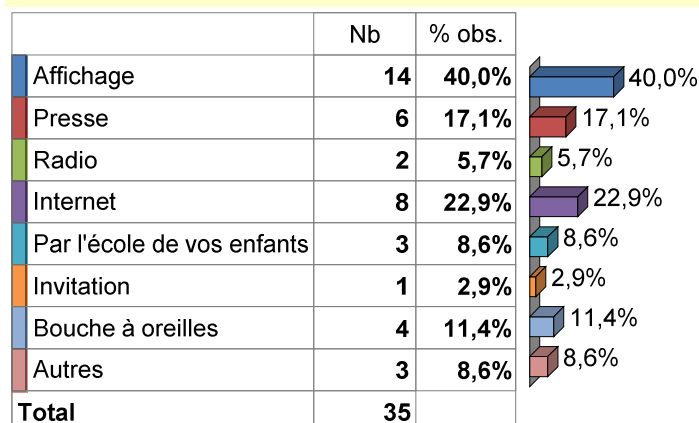 Nb % obs.
Affichage 14 40,0% 40,0%
Presse 6 17,1% 17,1%
Radio 2 5,7% 5,7%
Internet 8 22,9% 22,9%
Par l'école de vos enfants 3 8,6% 8,6%
Invitation 1 2,9% 2,9%
Bouche à oreilles 4 11,4% 11,4%
Autres 3 8,6% 8,6%
Total 35